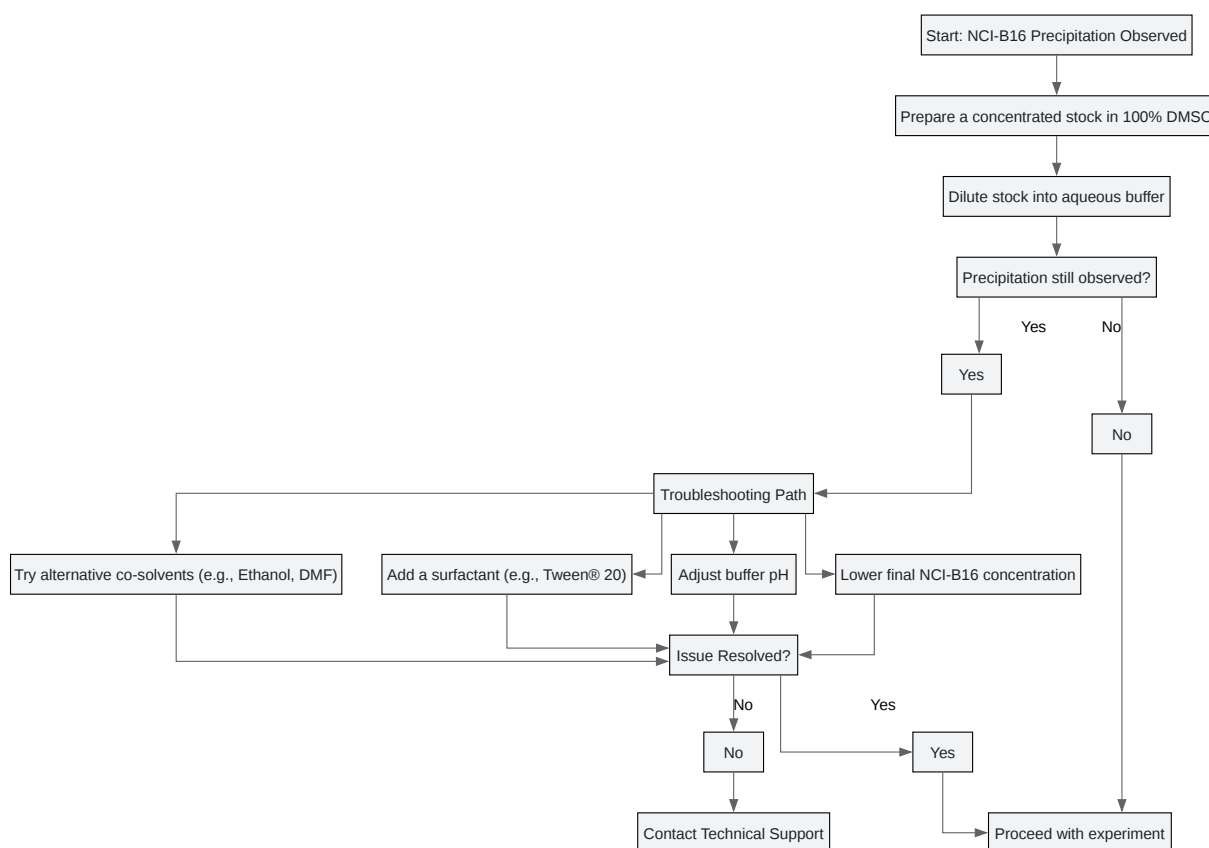 Start: NCI-B16 Precipitation Observed
Prepare a concentrated stock in 100% DMSO
Dilute stock into aqueous buffer
Precipitation still observed?
Yes No
Yes
No
Troubleshooting Path
Try alternative co-solvents (e.g., Ethanol, DMF) Add a surfactant (e.g., Tween® 20) Adjust buffer pH Lower final NCI-B16 concentration
Issue Resolved?
No Yes
No Yes
Contact Technical Support Proceed with experiment